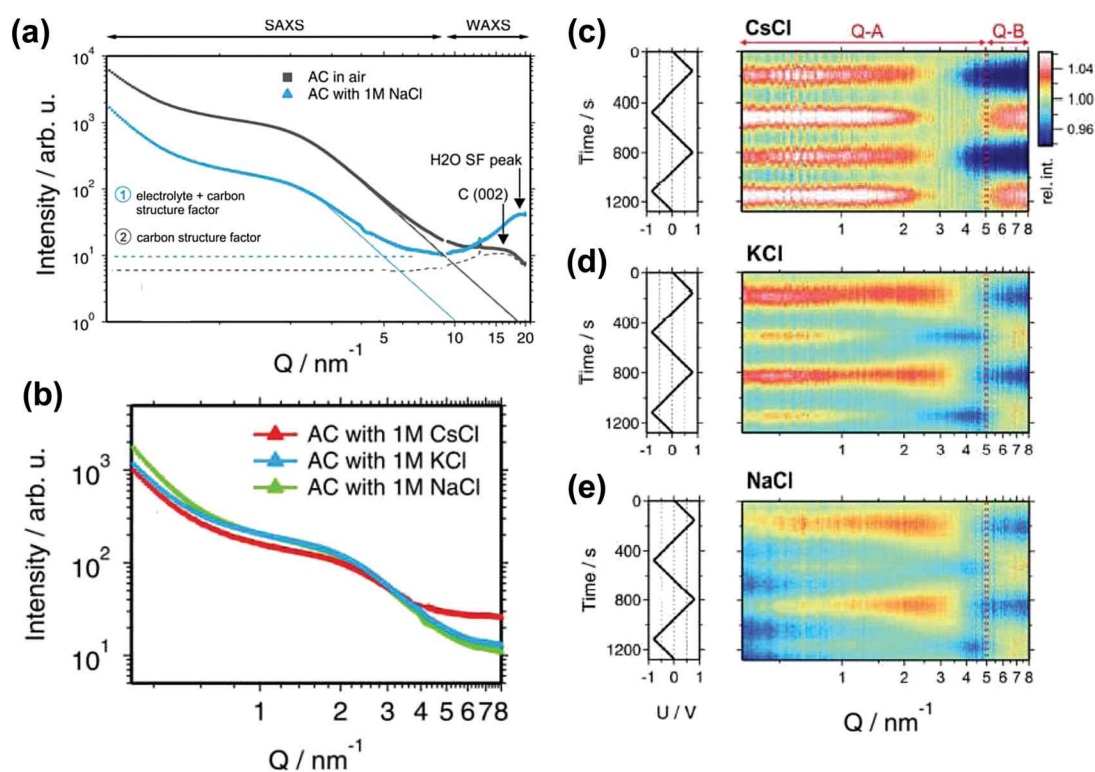 (a)
SAXS WAXS
10⁴
10³
10²
10¹
10⁰
Intensity / arb. u.
AC in air
AC with 1M NaCl
H2O SF peak
C (002)
1 electrolyte + carbon
structure factor
2 carbon structure factor
5 10 15 20
Q / nm⁻¹
(b)
10³
10²
10¹
Intensity / arb. u.
AC with 1M CsCl
AC with 1M KCl
AC with 1M NaCl
1 2 3 4 5 6 7 8
Q / nm⁻¹
(c)
CsCl
Q-A Q-B
0
400
800
1200
Time / s
-1 0 1
1 2 3 4 5 6 7 8
1.04
1.00
0.96
rel. int.
(d)
KCl
0
400
800
1200
Time / s
-1 0 1
1 2 3 4 5 6 7 8
(e)
NaCl
0
400
800
1200
Time / s
-1 0 1
1 2 3 4 5 6 7 8
U / V
Q / nm⁻¹